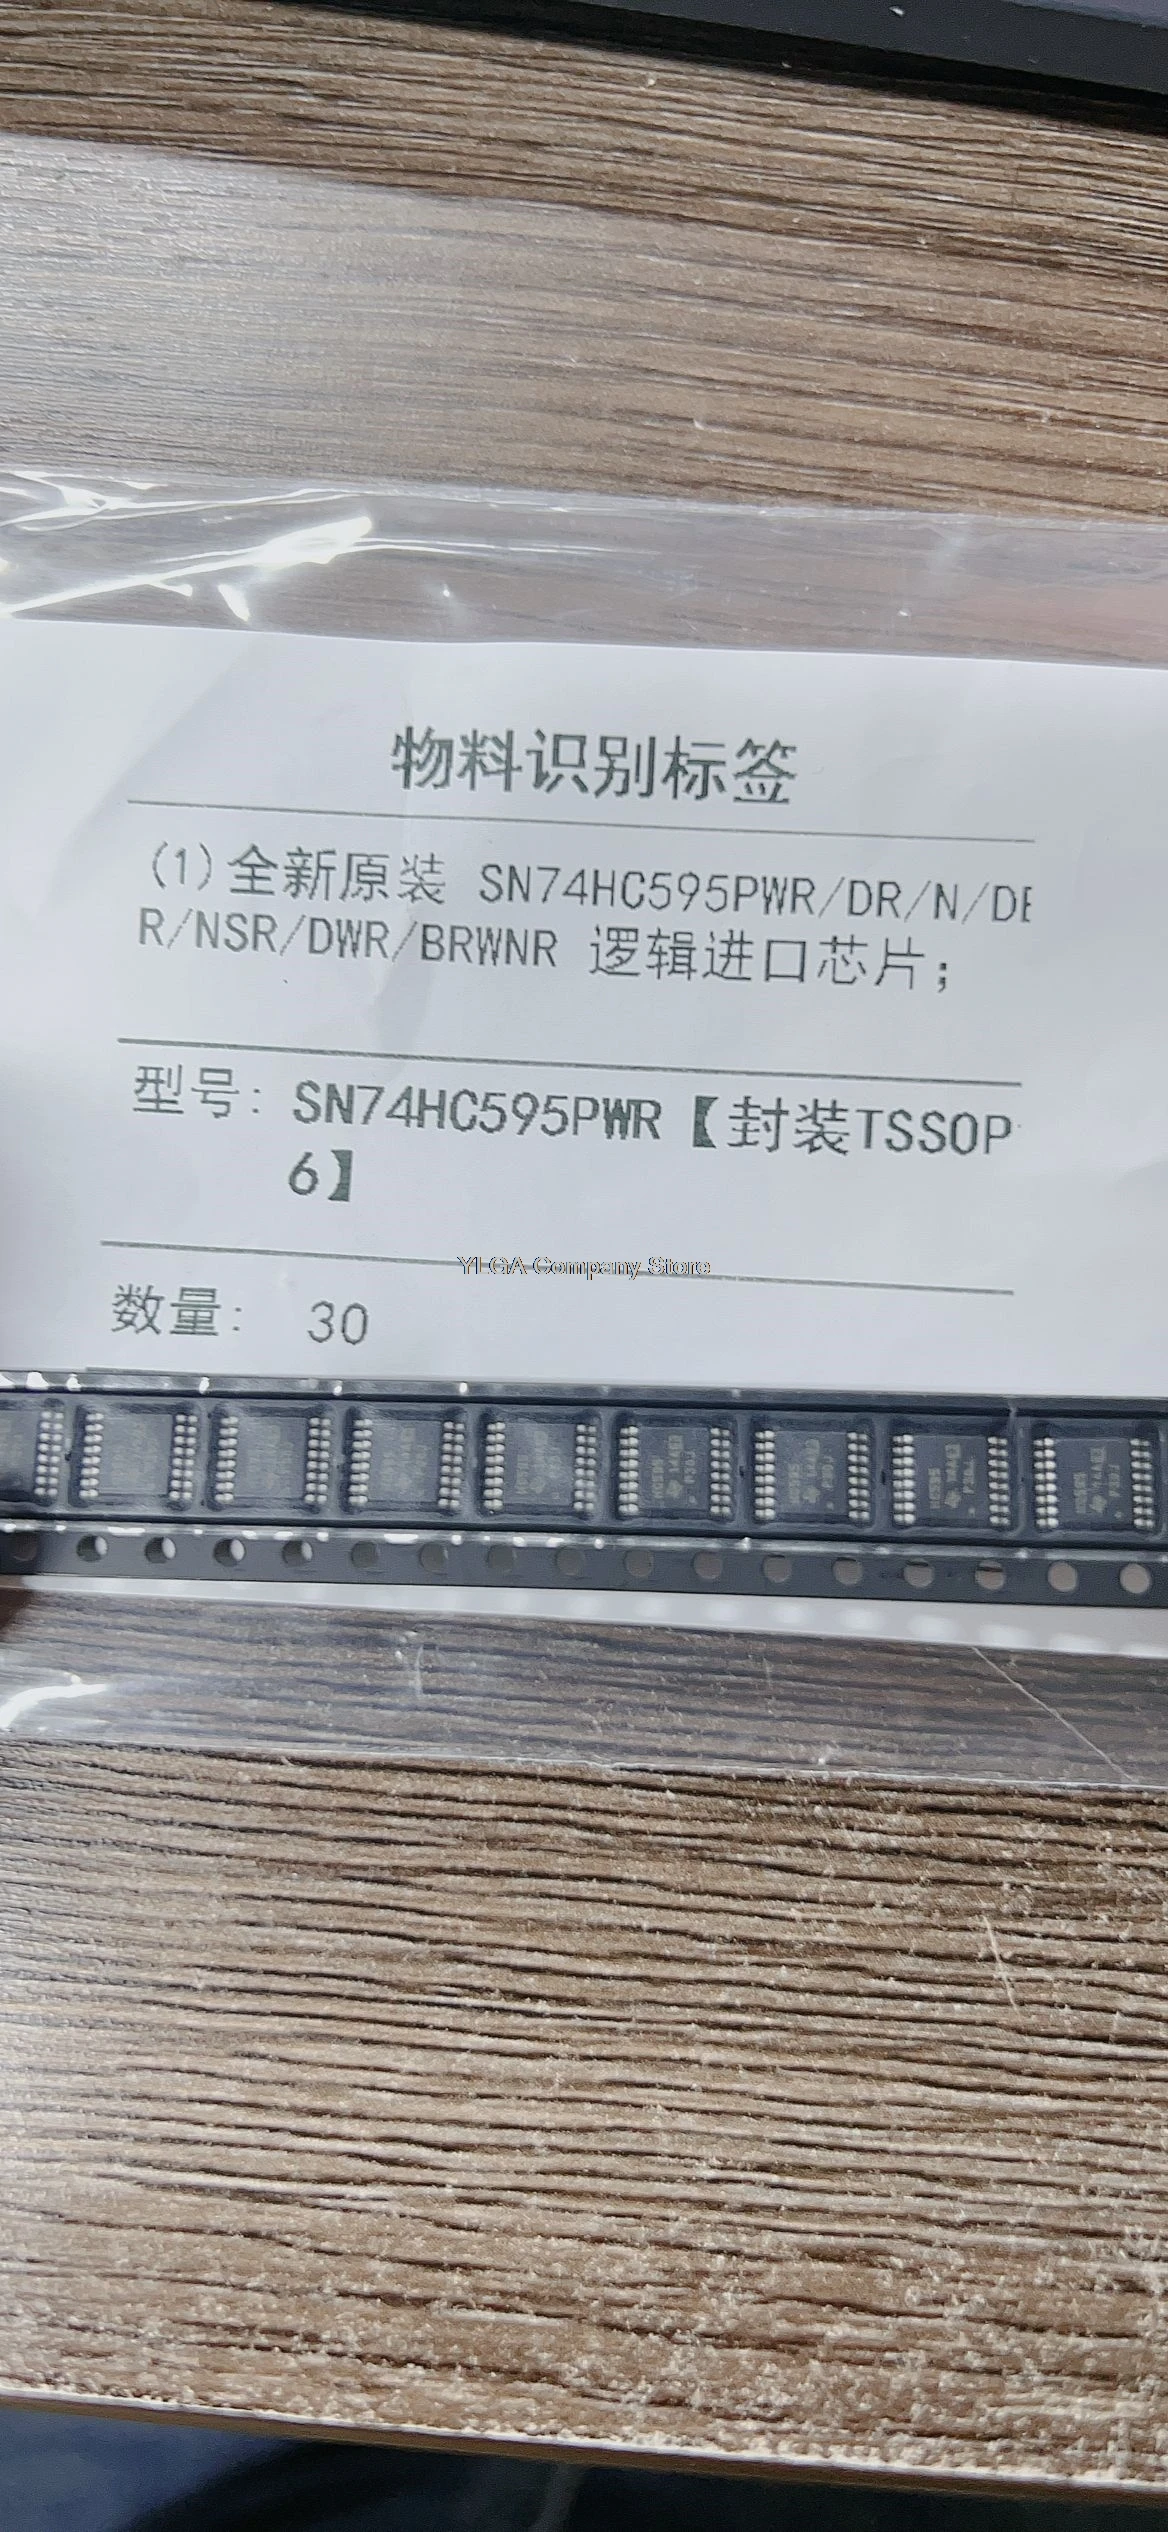 物料识别标签
(1)全新原装 SN74HC595PWR/DR/N/DB
R/NSR/DWR/BRWNR 逻辑进口芯片;
型号: SN74HC595PWR【封装TSSOP
6】
YLGA Company Store
数量: 30